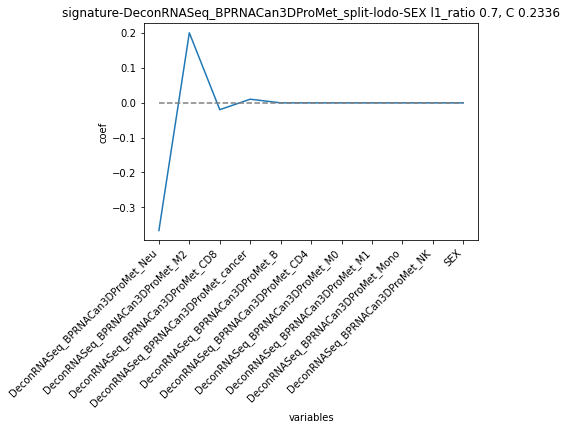 signature-DeconRNASeq_BPRNACan3DProMet_split-lodo-SEX l1_ratio 0.7, C 0.2336
0.2
0.1
0.0
−0.1
−0.2
−0.3
coef
DeconRNASeq_BPRNACan3DProMet_Neu
DeconRNASeq_BPRNACan3DProMet_M2
DeconRNASeq_BPRNACan3DProMet_CD8
DeconRNASeq_BPRNACan3DProMet_cancer
DeconRNASeq_BPRNACan3DProMet_B
DeconRNASeq_BPRNACan3DProMet_CD4
DeconRNASeq_BPRNACan3DProMet_M0
DeconRNASeq_BPRNACan3DProMet_M1
DeconRNASeq_BPRNACan3DProMet_Mono
DeconRNASeq_BPRNACan3DProMet_NK
SEX
variables